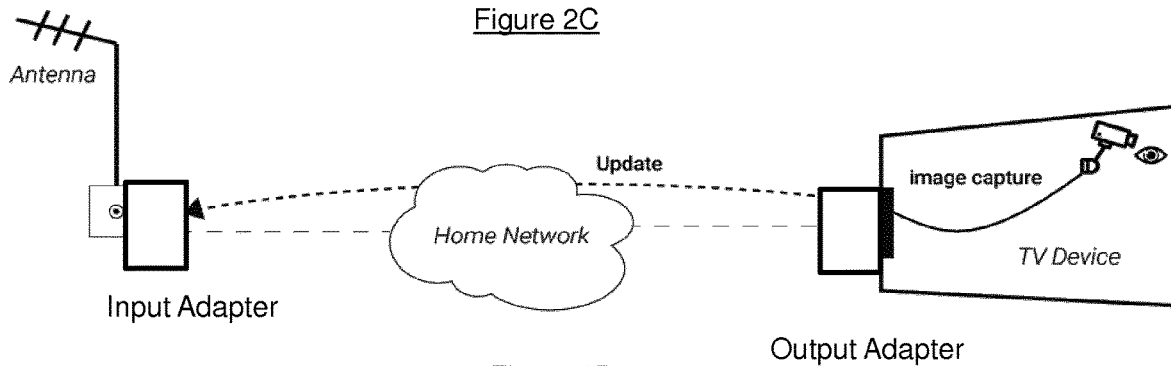 Figure 2C
Antenna
Update
image capture
Home Network
TV Device
Input Adapter
Output Adapter